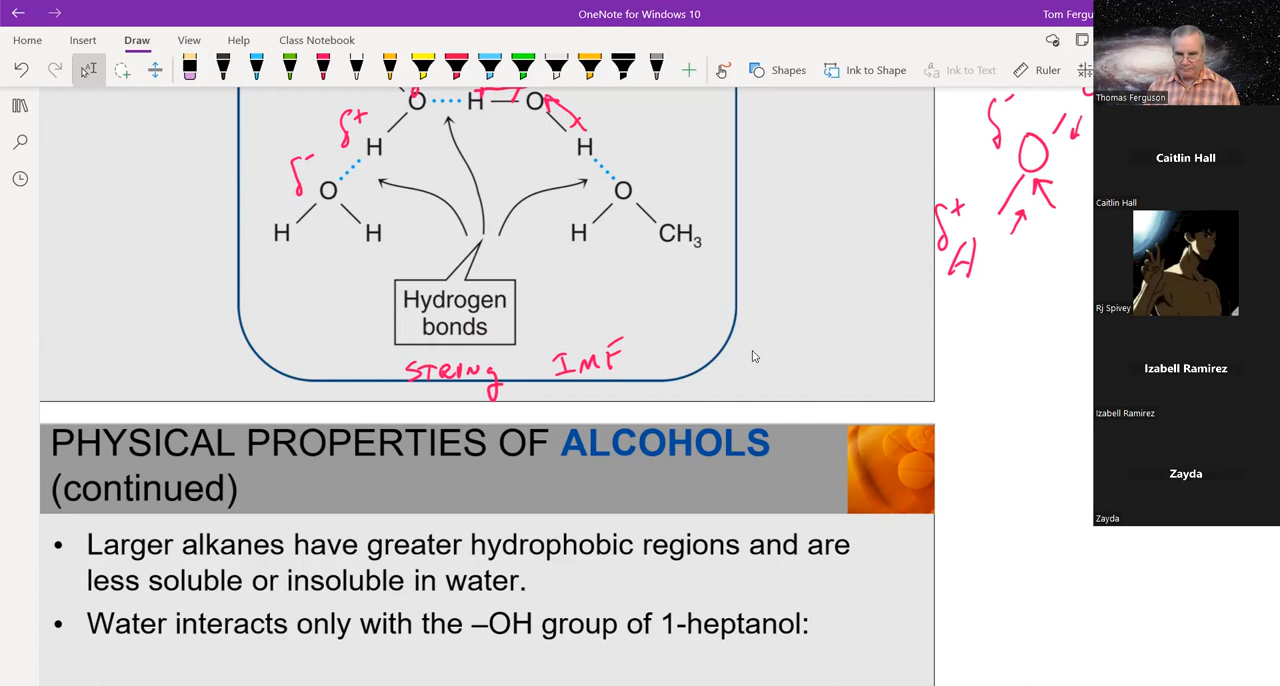 OneNote for Windows 10
Tom Fergu
Home Insert Draw View Help Class Notebook
Shapes Ink to Shape Ink to Text Ruler
Thomas Ferguson
Caitlin Hall
Caitlin Hall
Rj Spivey
Izabell Ramirez
Izabell Ramirez
Zayda
Zayda
O H O
δ+ H H
δ- O O
H H H CH3
Hydrogen
bonds
STRONG IMF
δ-
O
δ+
H
PHYSICAL PROPERTIES OF ALCOHOLS
(continued)
• Larger alkanes have greater hydrophobic regions and are
less soluble or insoluble in water.
• Water interacts only with the –OH group of 1-heptanol: